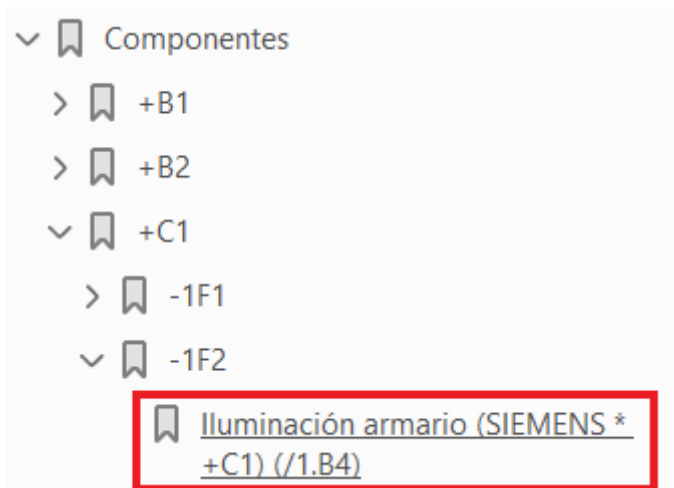 Componentes
+B1
+B2
+C1
-1F1
-1F2
Iluminación armario (SIEMENS *
+C1) (/1.B4)